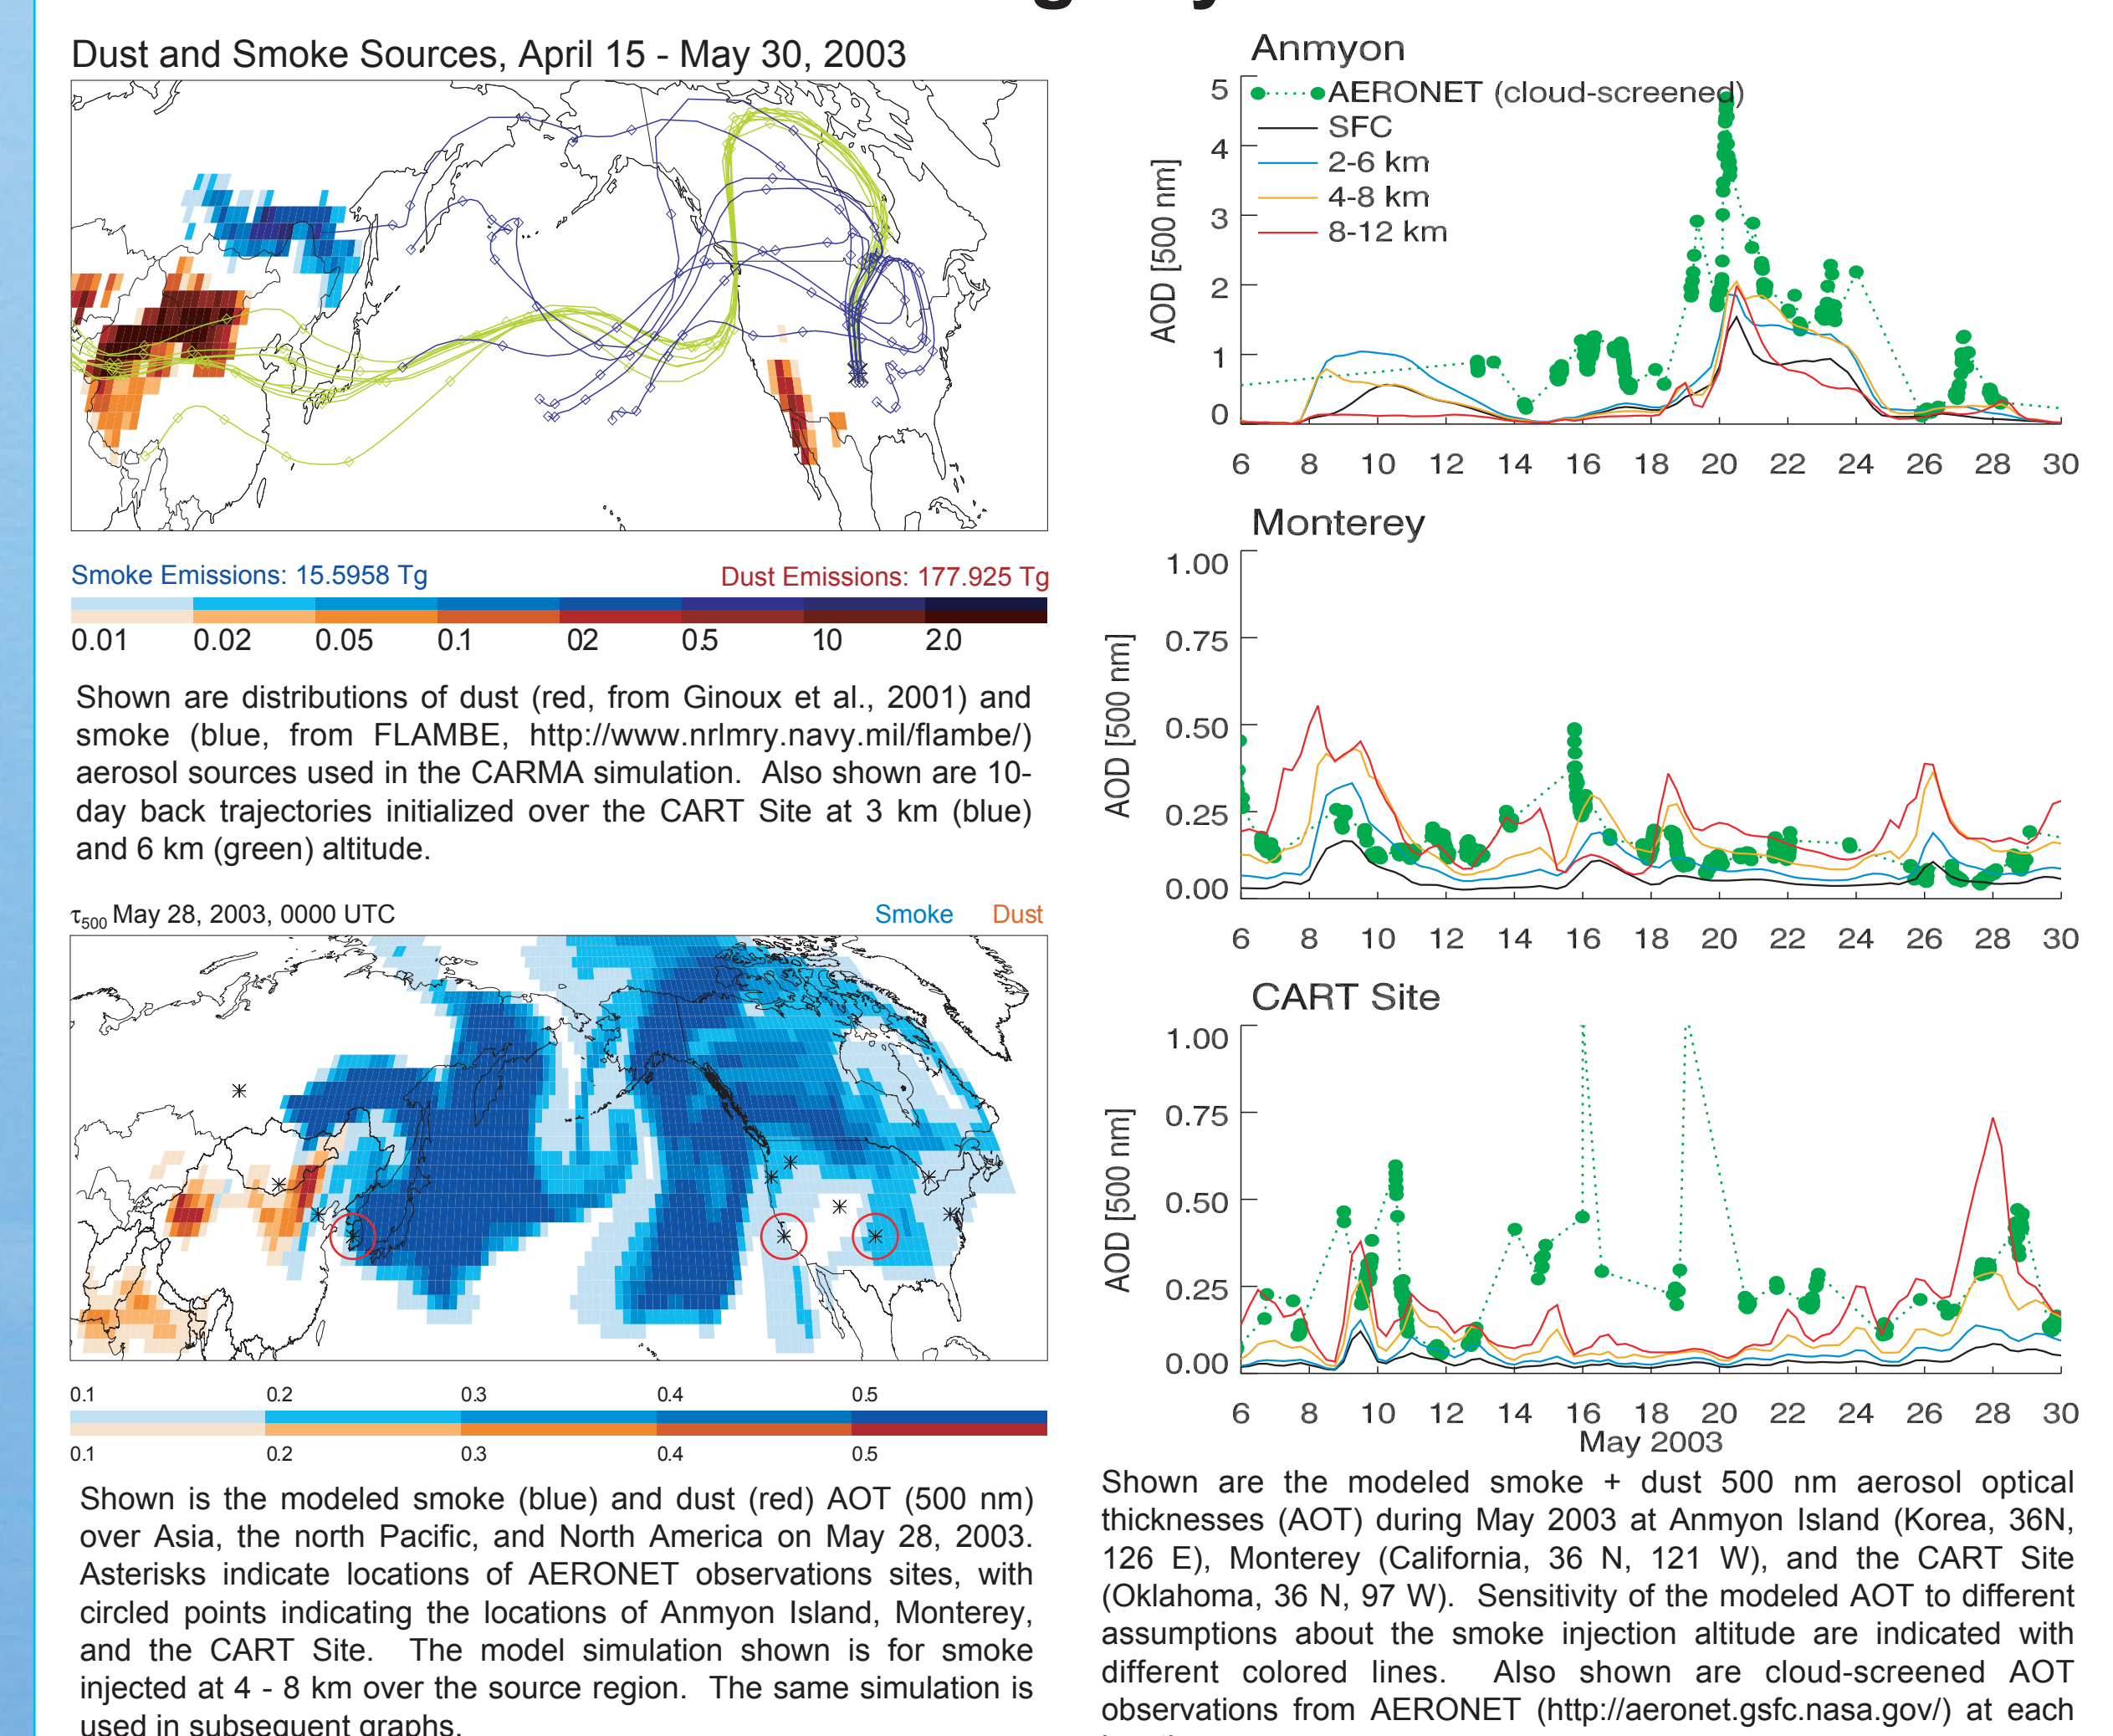 Dust and Smoke Sources, April 15 - May 30, 2003
Smoke Emissions: 15.5958 Tg
Dust Emissions: 177.925 Tg
0.01 0.02 0.05 0.1 02 0.5 10 2.0
Shown are distributions of dust (red, from Ginoux et al., 2001) and
smoke (blue, from FLAMBE, http://www.nrlmry.navy.mil/flambe/)
aerosol sources used in the CARMA simulation. Also shown are 10-
day back trajectories initialized over the CART Site at 3 km (blue)
and 6 km (green) altitude.
τ500 May 28, 2003, 0000 UTC
Smoke Dust
0.1 0.2 0.3 0.4 0.5
0.1 0.2 0.3 0.4 0.5
Shown is the modeled smoke (blue) and dust (red) AOT (500 nm)
over Asia, the north Pacific, and North America on May 28, 2003.
Asterisks indicate locations of AERONET observations sites, with
circled points indicating the locations of Anmyon Island, Monterey,
and the CART Site. The model simulation shown is for smoke
injected at 4 - 8 km over the source region. The same simulation is
used in subsequent graphs.
Anmyon
AERONET (cloud-screened)
SFC
2-6 km
4-8 km
8-12 km
AOD [500 nm]
5
4
3
2
1
0
6 8 10 12 14 16 18 20 22 24 26 28 30
Monterey
AOD [500 nm]
1.00
0.75
0.50
0.25
0.00
6 8 10 12 14 16 18 20 22 24 26 28 30
CART Site
AOD [500 nm]
1.00
0.75
0.50
0.25
0.00
6 8 10 12 14 16 18 20 22 24 26 28 30
May 2003
Shown are the modeled smoke + dust 500 nm aerosol optical
thicknesses (AOT) during May 2003 at Anmyon Island (Korea, 36N,
126 E), Monterey (California, 36 N, 121 W), and the CART Site
(Oklahoma, 36 N, 97 W). Sensitivity of the modeled AOT to different
assumptions about the smoke injection altitude are indicated with
different colored lines. Also shown are cloud-screened AOT
observations from AERONET (http://aeronet.gsfc.nasa.gov/) at each